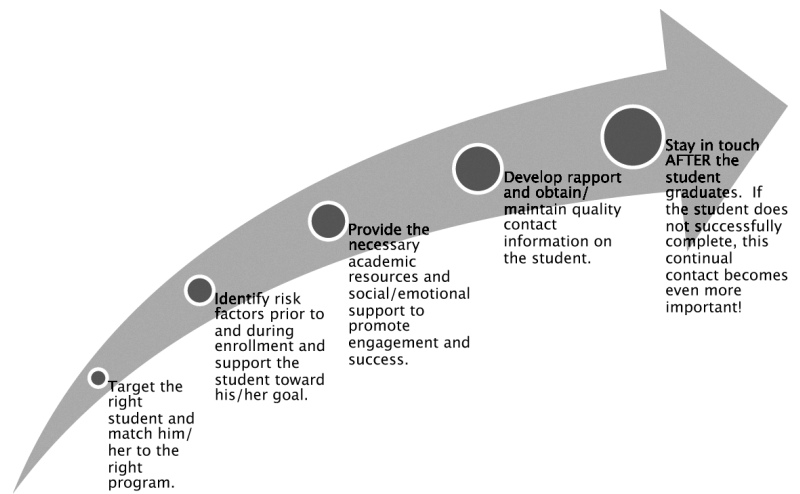 Target the
right
student and
match him/
her to the
right
program.
Identify risk
factors prior to
and during
enrollment and
support the
student toward
his/her goal.
Provide the
necessary
academic
resources and
social/emotional
support to
promote
engagement and
success.
Develop rapport
and obtain/
maintain quality
contact
information on
the student.
Stay in touch
AFTER the
student
graduates.  If
the student does
not successfully
complete, this
continual
contact becomes
even more
important!